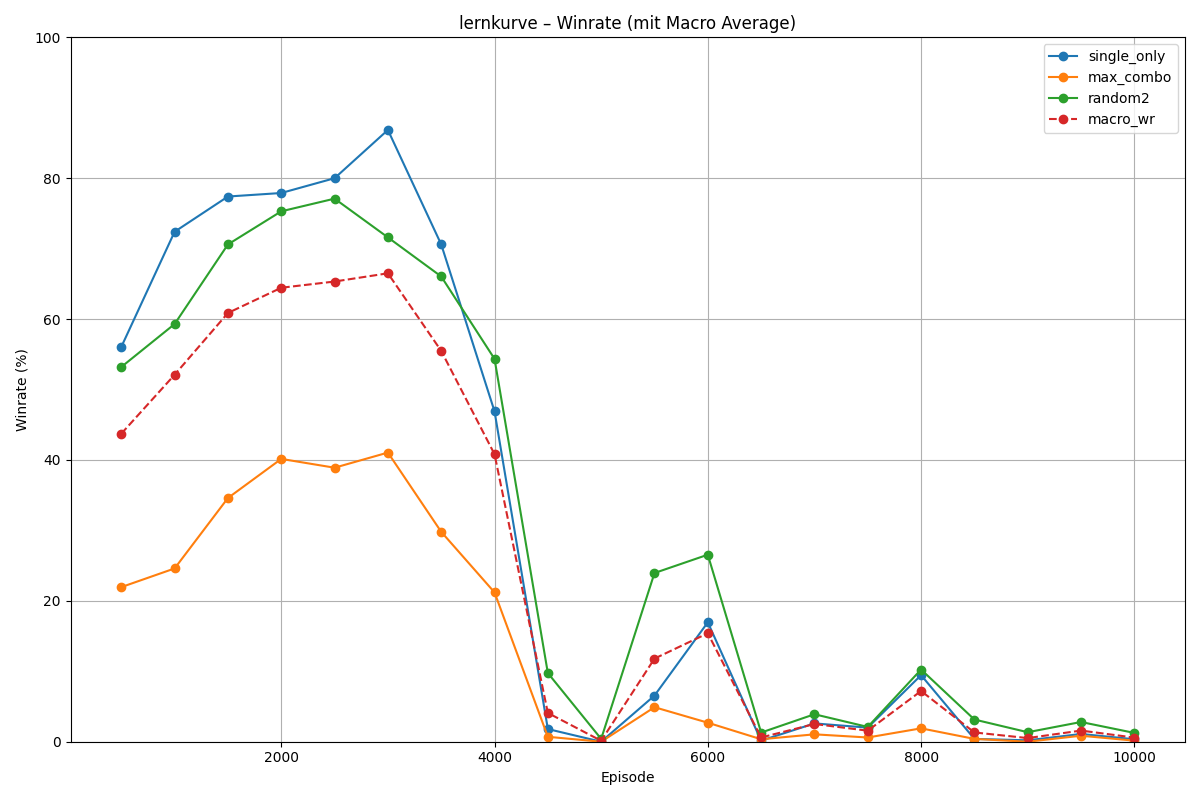 lernkurve – Winrate (mit Macro Average)
100
80
60
40
20
0
Winrate (%)
single_only
max_combo
random2
macro_wr
2000
4000
6000
8000
10000
Episode